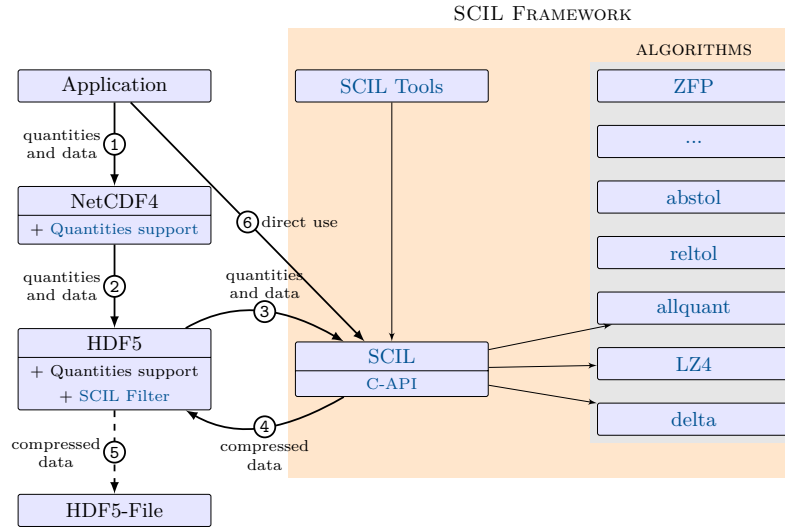 SCIL FRAMEWORK
ALGORITHMS
Application
SCIL Tools
ZFP
quantities
and data
1
...
NetCDF4
+ Quantities support
abstol
6 direct use
reltol
quantities
and data
2
quantities
and data
3
allquant
HDF5
+ Quantities support
+ SCIL Filter
SCIL
C-API
LZ4
delta
4
compressed
data
compressed
data
5
HDF5-File